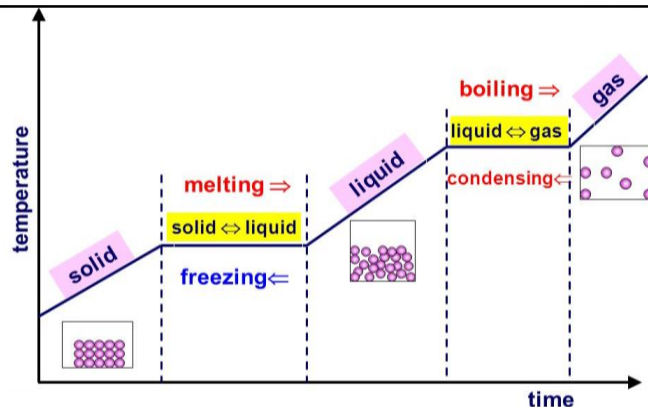 temperature
solid
melting ⇒
solid ⇔ liquid
freezing⇐
liquid
boiling ⇒
liquid ⇔ gas
condensing⇐
gas
time